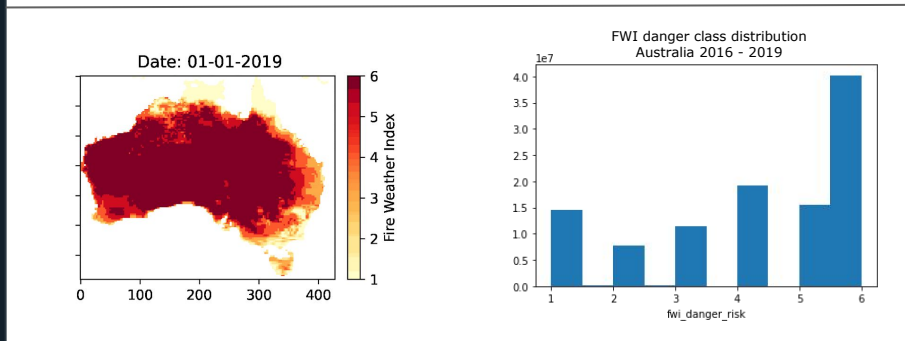 Date: 01-01-2019
6
5
4
3
2
1
Fire Weather Index
0 100 200 300 400
FWI danger class distribution
Australia 2016 - 2019
1e7
4.0
3.5
3.0
2.5
2.0
1.5
1.0
0.5
0.0
1 2 3 4 5 6
fwi_danger_risk